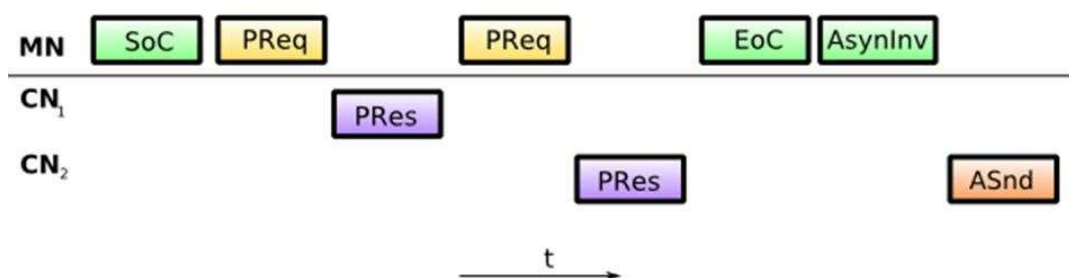 MN SoC PReq PReq EoC AsynInv
CN1 PRes
CN2 PRes ASnd
t